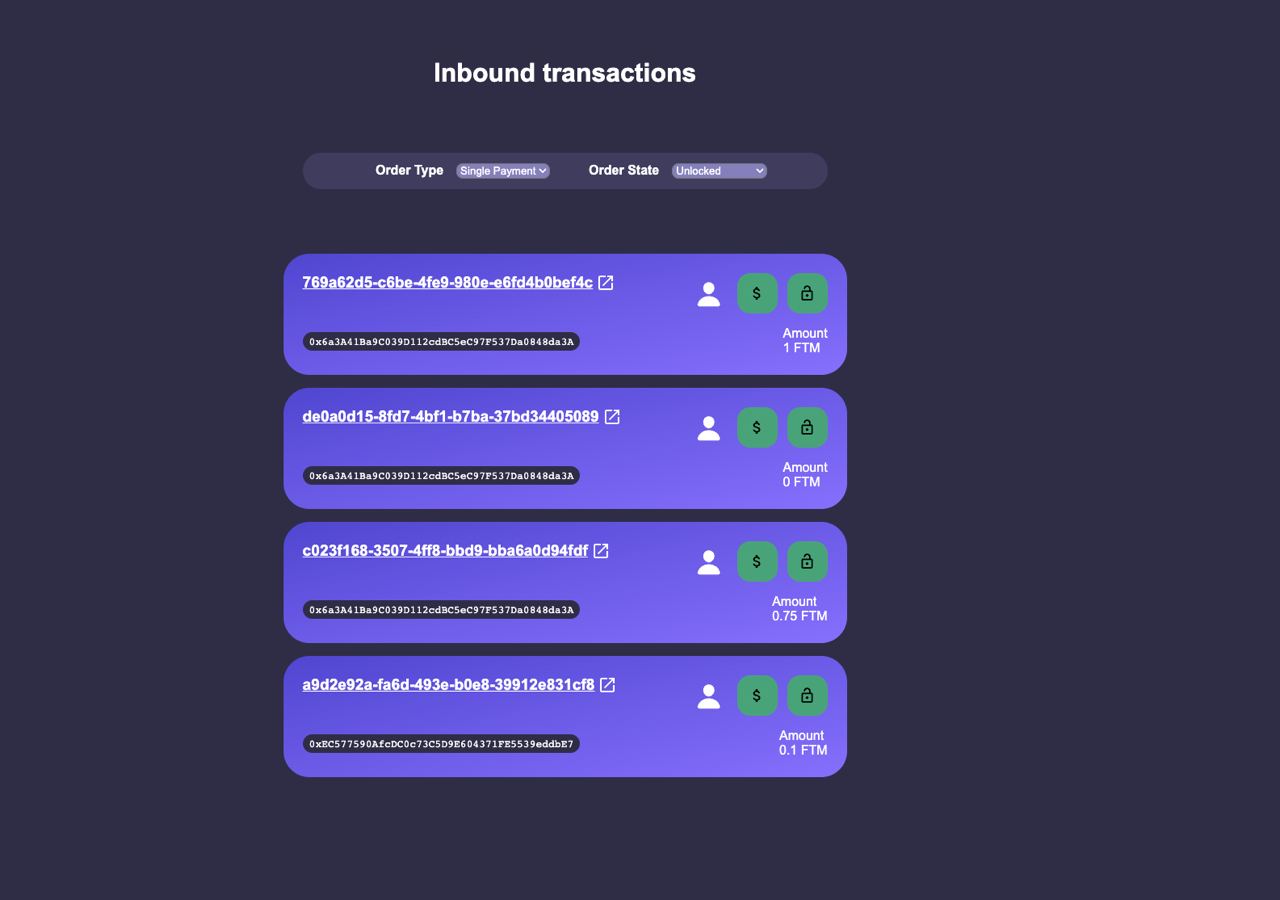 Inbound transactions
Order Type Single Payment Order State Unlocked
769a62d5-c6be-4fe9-980e-e6fd4b0bef4c
$
0x6a3A41Ba9C039D112cdBC5eC97F537Da0848da3A
Amount
1 FTM
de0a0d15-8fd7-4bf1-b7ba-37bd34405089
$
0x6a3A41Ba9C039D112cdBC5eC97F537Da0848da3A
Amount
0 FTM
c023f168-3507-4ff8-bbd9-bba6a0d94fdf
$
0x6a3A41Ba9C039D112cdBC5eC97F537Da0848da3A
Amount
0.75 FTM
a9d2e92a-fa6d-493e-b0e8-39912e831cf8
$
0xEC577590AfcDC0c73C5D9E604371FE5539eddbE7
Amount
0.1 FTM